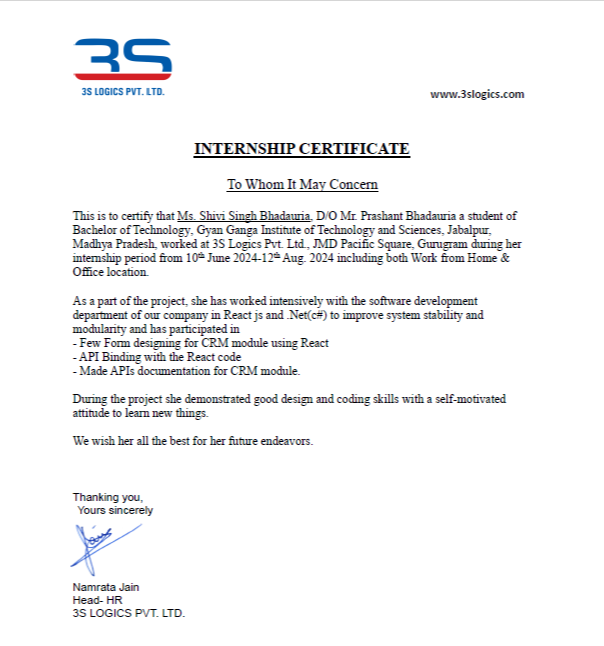 3S
3S LOGICS PVT. LTD.
www.3slogics.com
INTERNSHIP CERTIFICATE
To Whom It May Concern
This is to certify that Ms. Shivi Singh Bhadauria, D/O Mr. Prashant Bhadauria a student of
Bachelor of Technology, Gyan Ganga Institute of Technology and Sciences, Jabalpur,
Madhya Pradesh, worked at 3S Logics Pvt. Ltd., JMD Pacific Square, Gurugram during her
internship period from 10th June 2024-12th Aug. 2024 including both Work from Home &
Office location.
As a part of the project, she has worked intensively with the software development
department of our company in React js and .Net(c#) to improve system stability and
modularity and has participated in
- Few Form designing for CRM module using React
- API Binding with the React code
- Made APIs documentation for CRM module.
During the project she demonstrated good design and coding skills with a self-motivated
attitude to learn new things.
We wish her all the best for her future endeavors.
Thanking you,
Yours sincerely
Namrata Jain
Head- HR
3S LOGICS PVT. LTD.